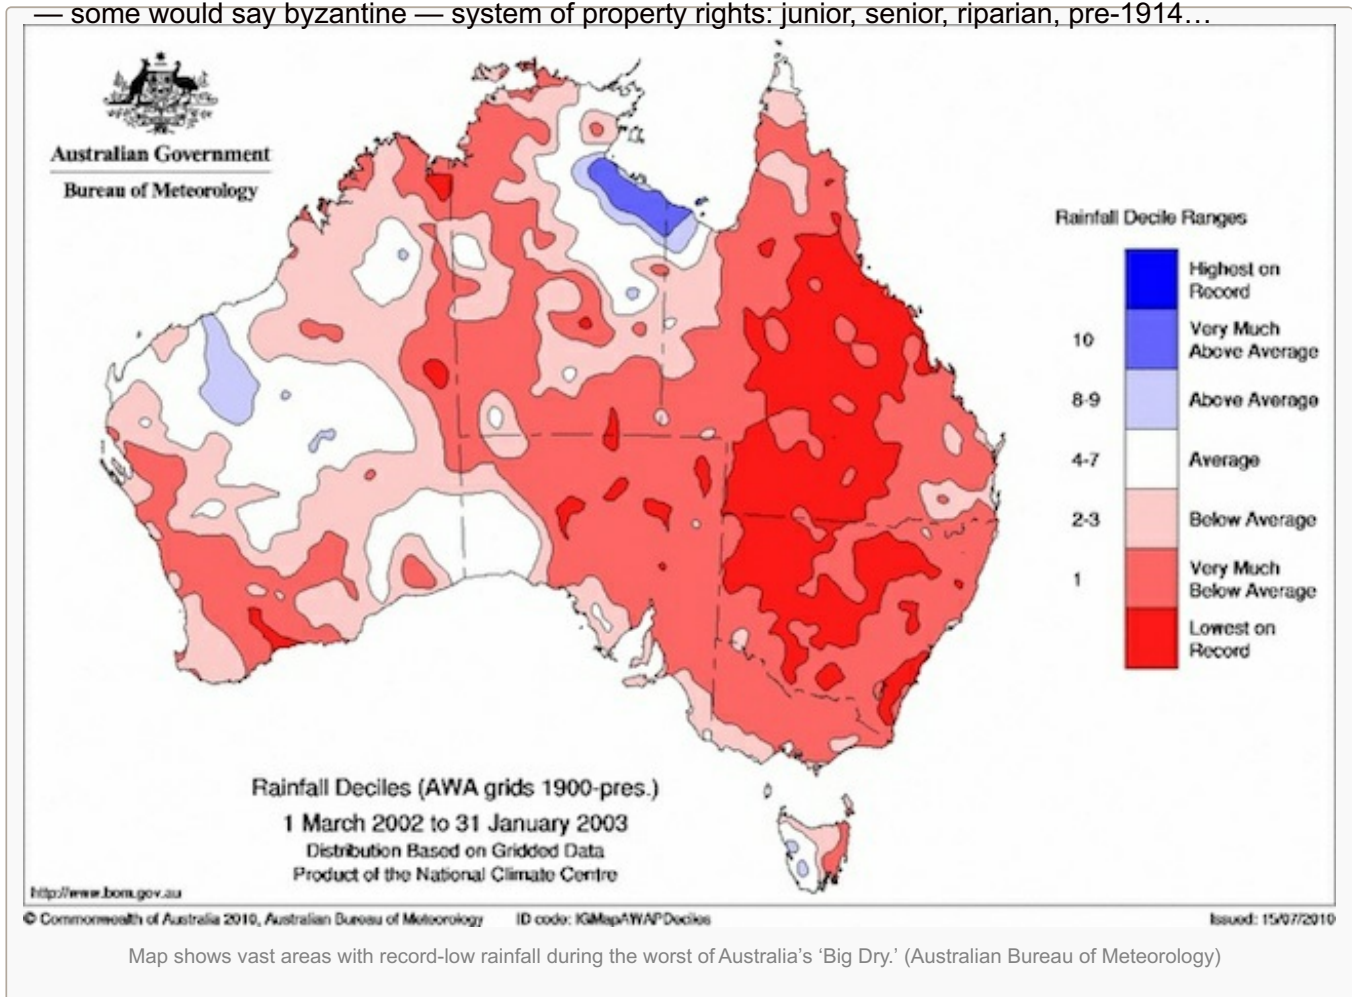 — some would say byzantine — system of property rights: junior, senior, riparian, pre-1914…
Australian Government
Bureau of Meteorology
Rainfall Decile Ranges
Highest on
Record
10
Very Much
Above Average
8-9
Above Average
4-7
Average
2-3
Below Average
1
Very Much
Below Average
Lowest on
Record
Rainfall Deciles (AWA grids 1900-pres.)
1 March 2002 to 31 January 2003
Distribution Based on Gridded Data
Product of the National Climate Centre
http://www.bom.gov.au
© Commonwealth of Australia 2010, Australian Bureau of Meteorology
ID code: IGMapAWAPDeciles
Issued: 15/07/2010
Map shows vast areas with record-low rainfall during the worst of Australia's 'Big Dry.' (Australian Bureau of Meteorology)